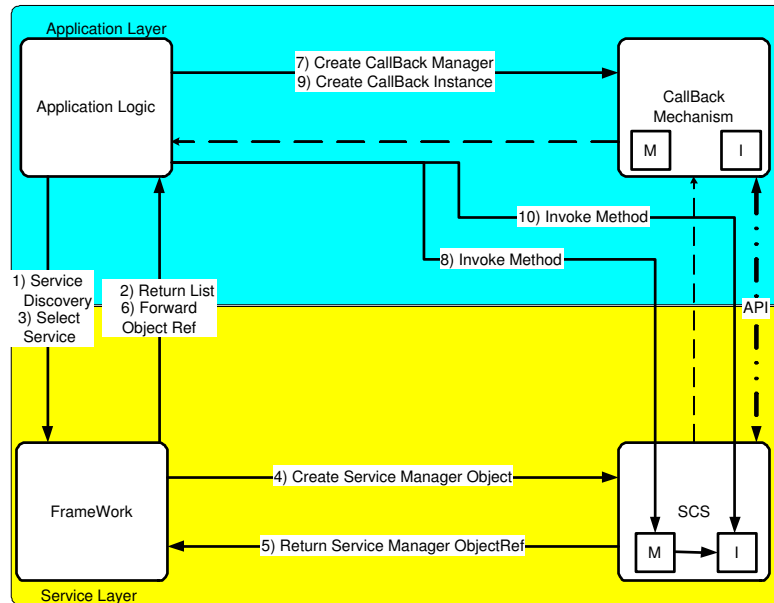 Application Layer
7) Create CallBack Manager
9) Create CallBack Instance
Application Logic
CallBack
Mechanism
M
I
10) Invoke Method
8) Invoke Method
1) Service
Discovery
3) Select
Service
2) Return List
6) Forward
Object Ref
API
4) Create Service Manager Object
FrameWork
SCS
5) Return Service Manager ObjectRef
M
I
Service Layer